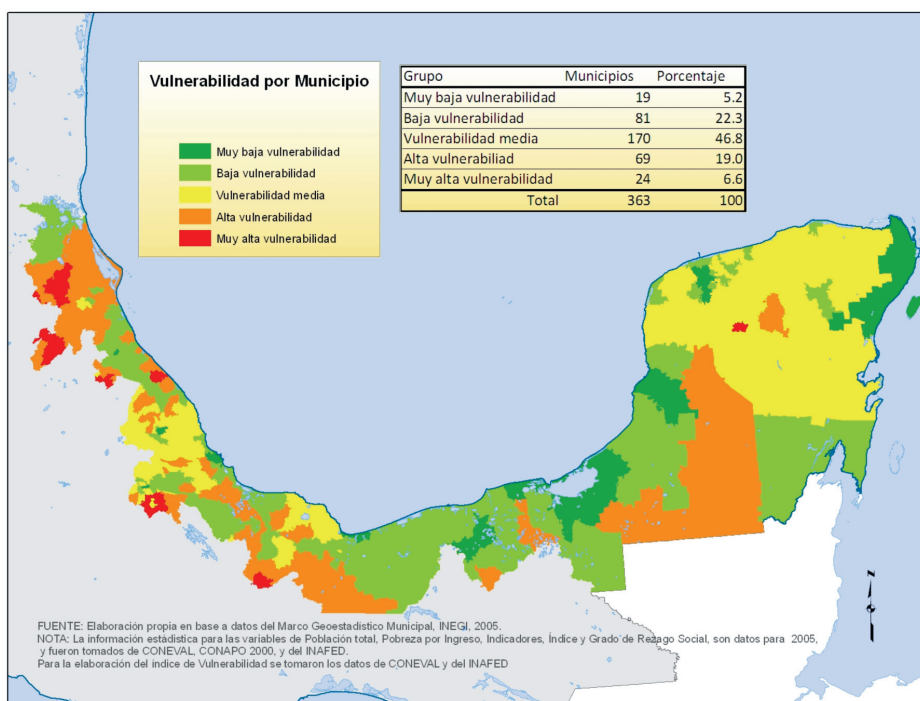 Vulnerabilidad por Municipio
Muy baja vulnerabilidad
Baja vulnerabilidad
Vulnerabilidad media
Alta vulnerabilidad
Muy alta vulnerabilidad
Grupo Municipios Porcentaje
Muy baja vulnerabilidad 19 5.2
Baja vulnerabilidad 81 22.3
Vulnerabilidad media 170 46.8
Alta vulnerabiliad 69 19.0
Muy alta vulnerabilidad 24 6.6
Total 363 100
N
FUENTE: Elaboración propia en base a datos del Marco Geoestadístico Municipal, INEGI, 2005.
NOTA: La información estádistica para las variables de Población total, Pobreza por Ingreso, Indicadores, Índice y Grado de Rezago Social, son datos para 2005,
y fueron tomados de CONEVAL, CONAPO 2000, y del INAFED.
Para la elaboración del índice de Vulnerabilidad se tomaron los datos de CONEVAL y del INAFED